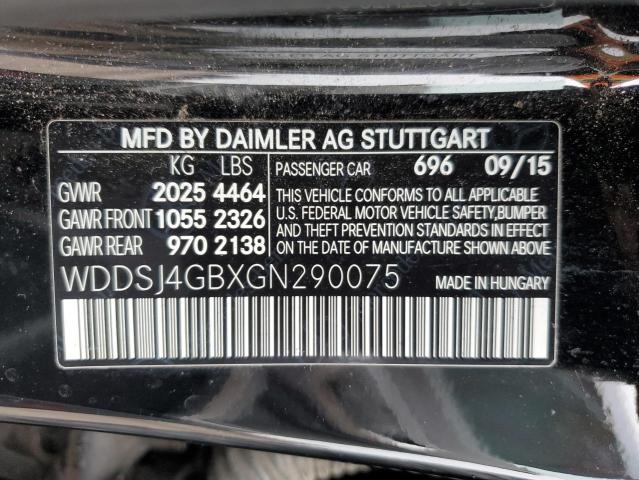 MFD BY DAIMLER AG STUTTGART
KG LBS PASSENGER CAR 696 09/15
GVWR 2025 4464
GAWR FRONT 1055 2326
GAWR REAR 970 2138
THIS VEHICLE CONFORMS TO ALL APPLICABLE
U.S. FEDERAL MOTOR VEHICLE SAFETY, BUMPER
AND THEFT PREVENTION STANDARDS IN EFFECT
ON THE DATE OF MANUFACTURE SHOWN ABOVE.
WDDSJ4GBXGN290075 MADE IN HUNGARY